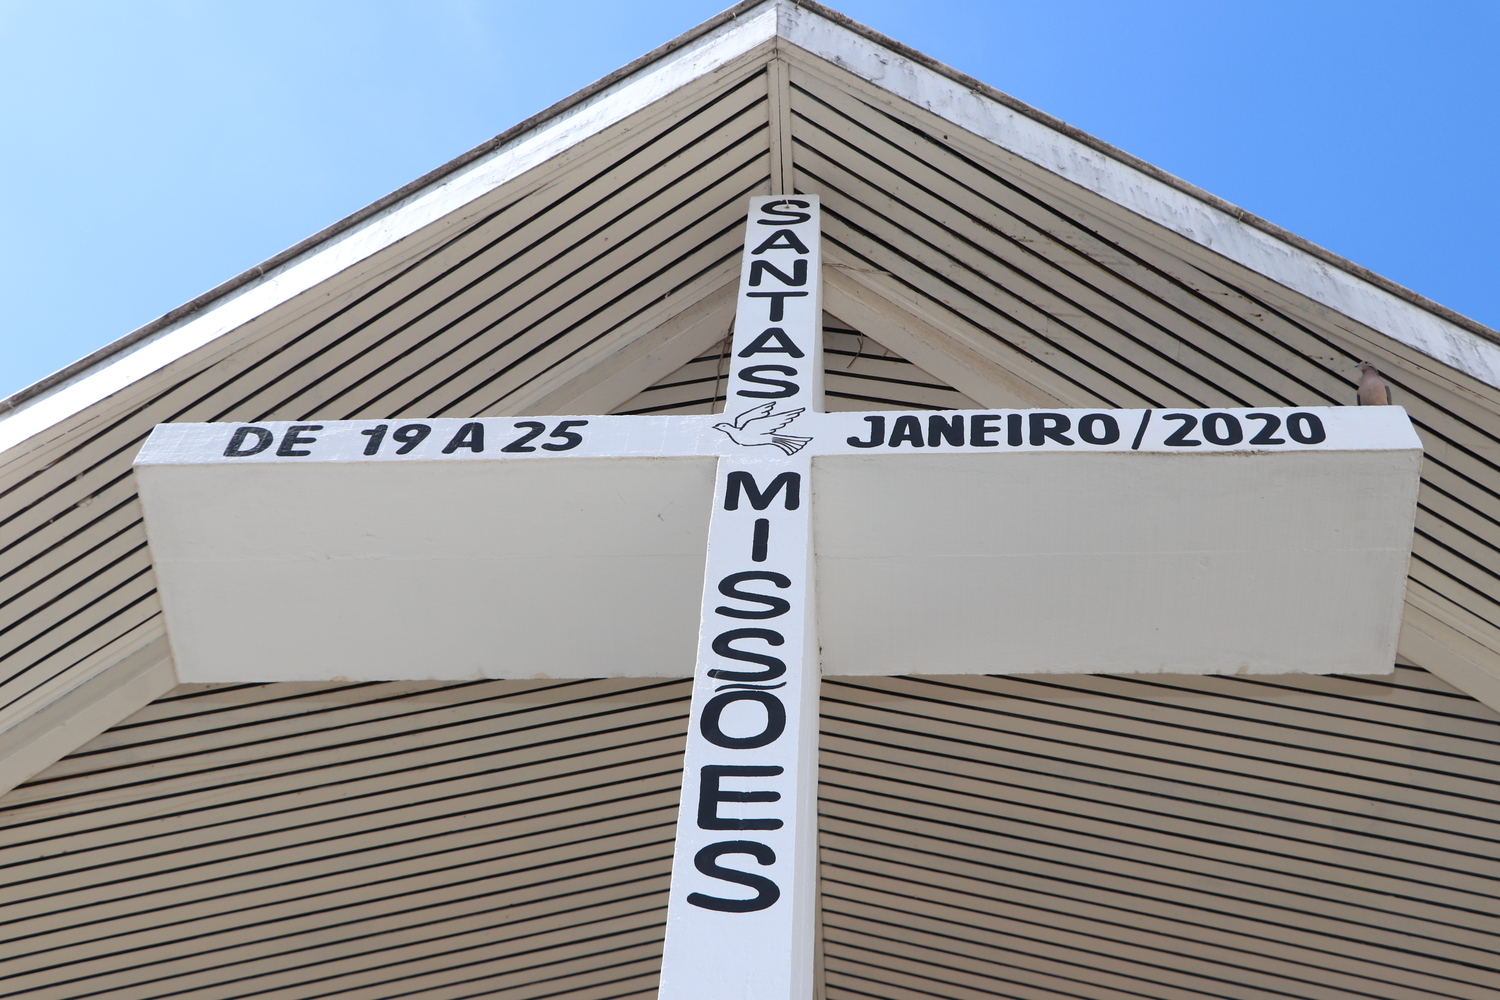 SANTAS
MISSÕES
DE 19 A 25
JANEIRO/2020